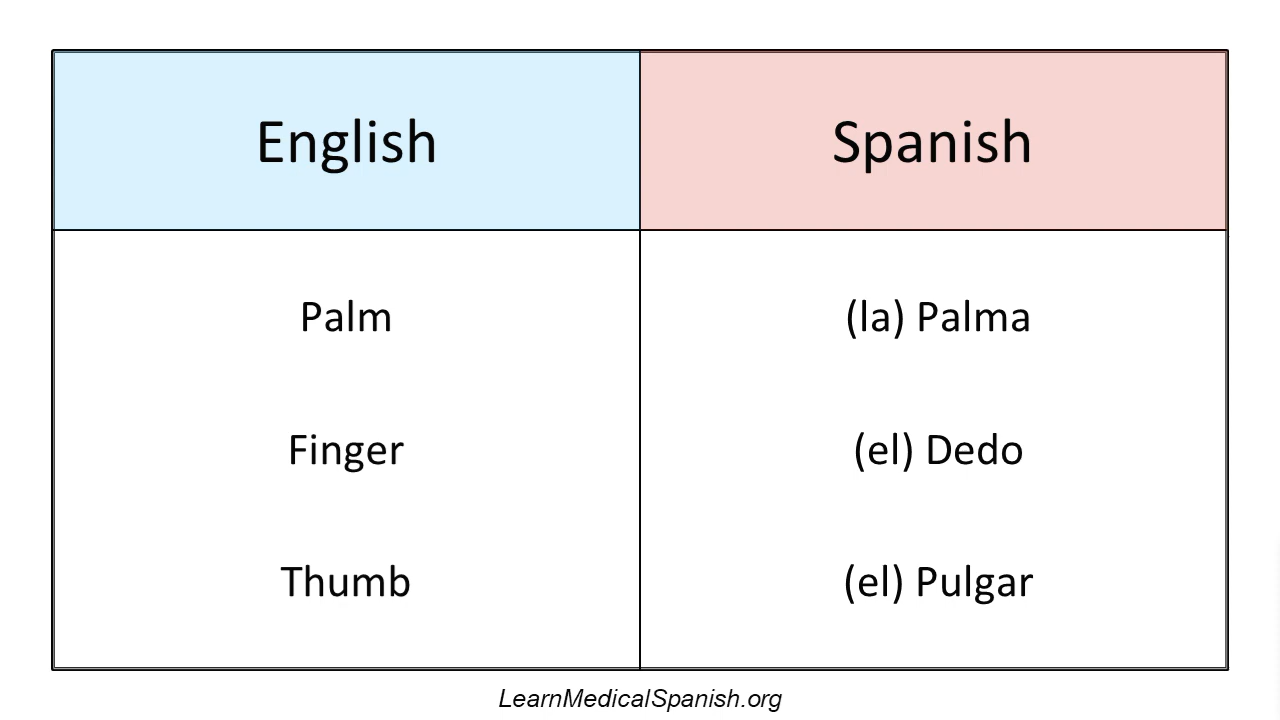 English Spanish
Palm (la) Palma
Finger (el) Dedo
Thumb (el) Pulgar
LearnMedicalSpanish.org